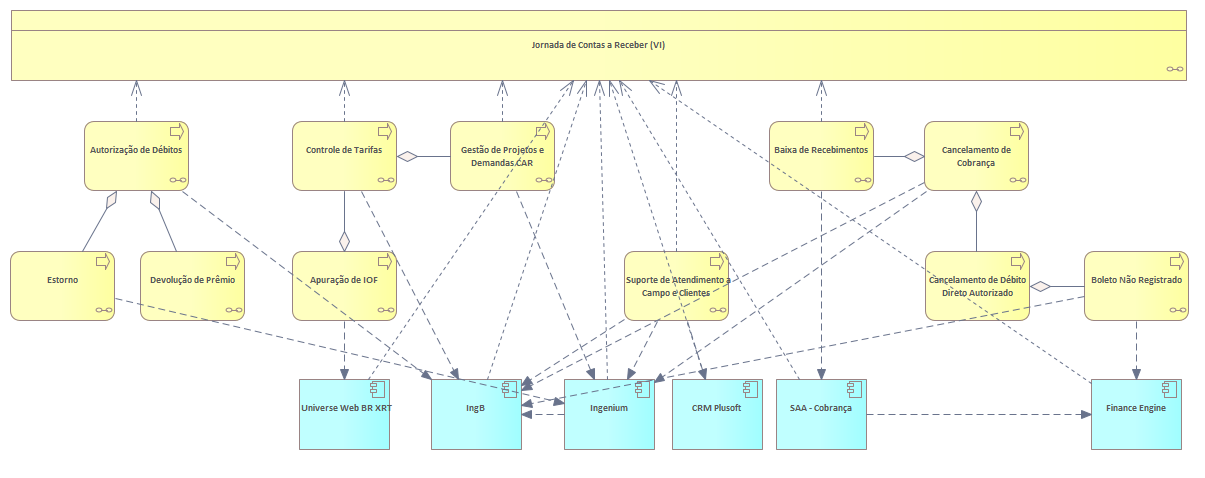 Jornada de Contas a Receber (VI)
Autorização de Débitos
Controle de Tarifas
Gestão de Projetos e
Demandas CAR
Baixa de Recebimentos
Cancelamento de
Cobrança
Estorno
Devolução de Prêmio
Apuração de IOF
Suporte de Atendimento a
Campo e Clientes
Cancelamento de Débito
Direto Autorizado
Boleto Não Registrado
Universe Web BR XRT
IngB
Ingenium
CRM Plusoft
SAA - Cobrança
Finance Engine